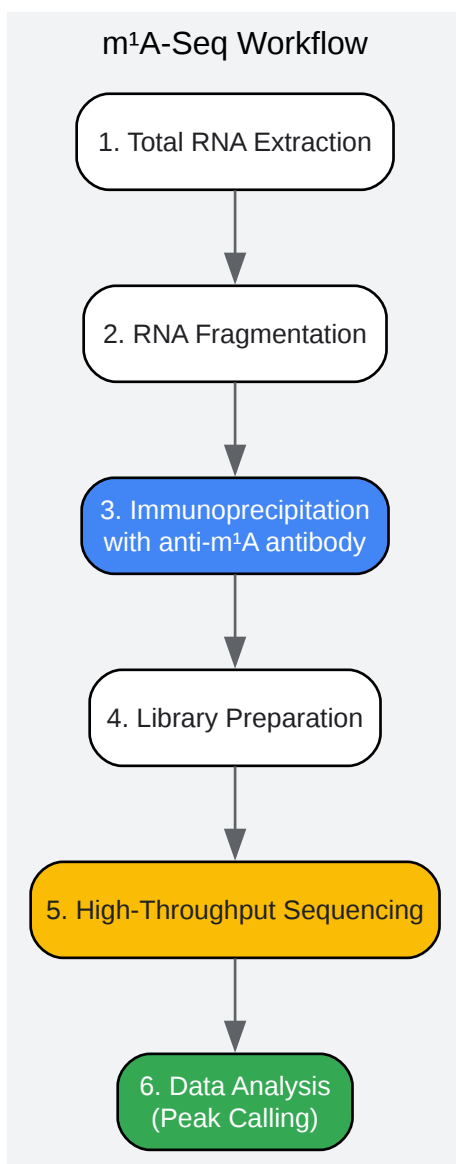 m¹A-Seq Workflow
1. Total RNA Extraction
2. RNA Fragmentation
3. Immunoprecipitation
with anti-m¹A antibody
4. Library Preparation
5. High-Throughput Sequencing
6. Data Analysis
(Peak Calling)